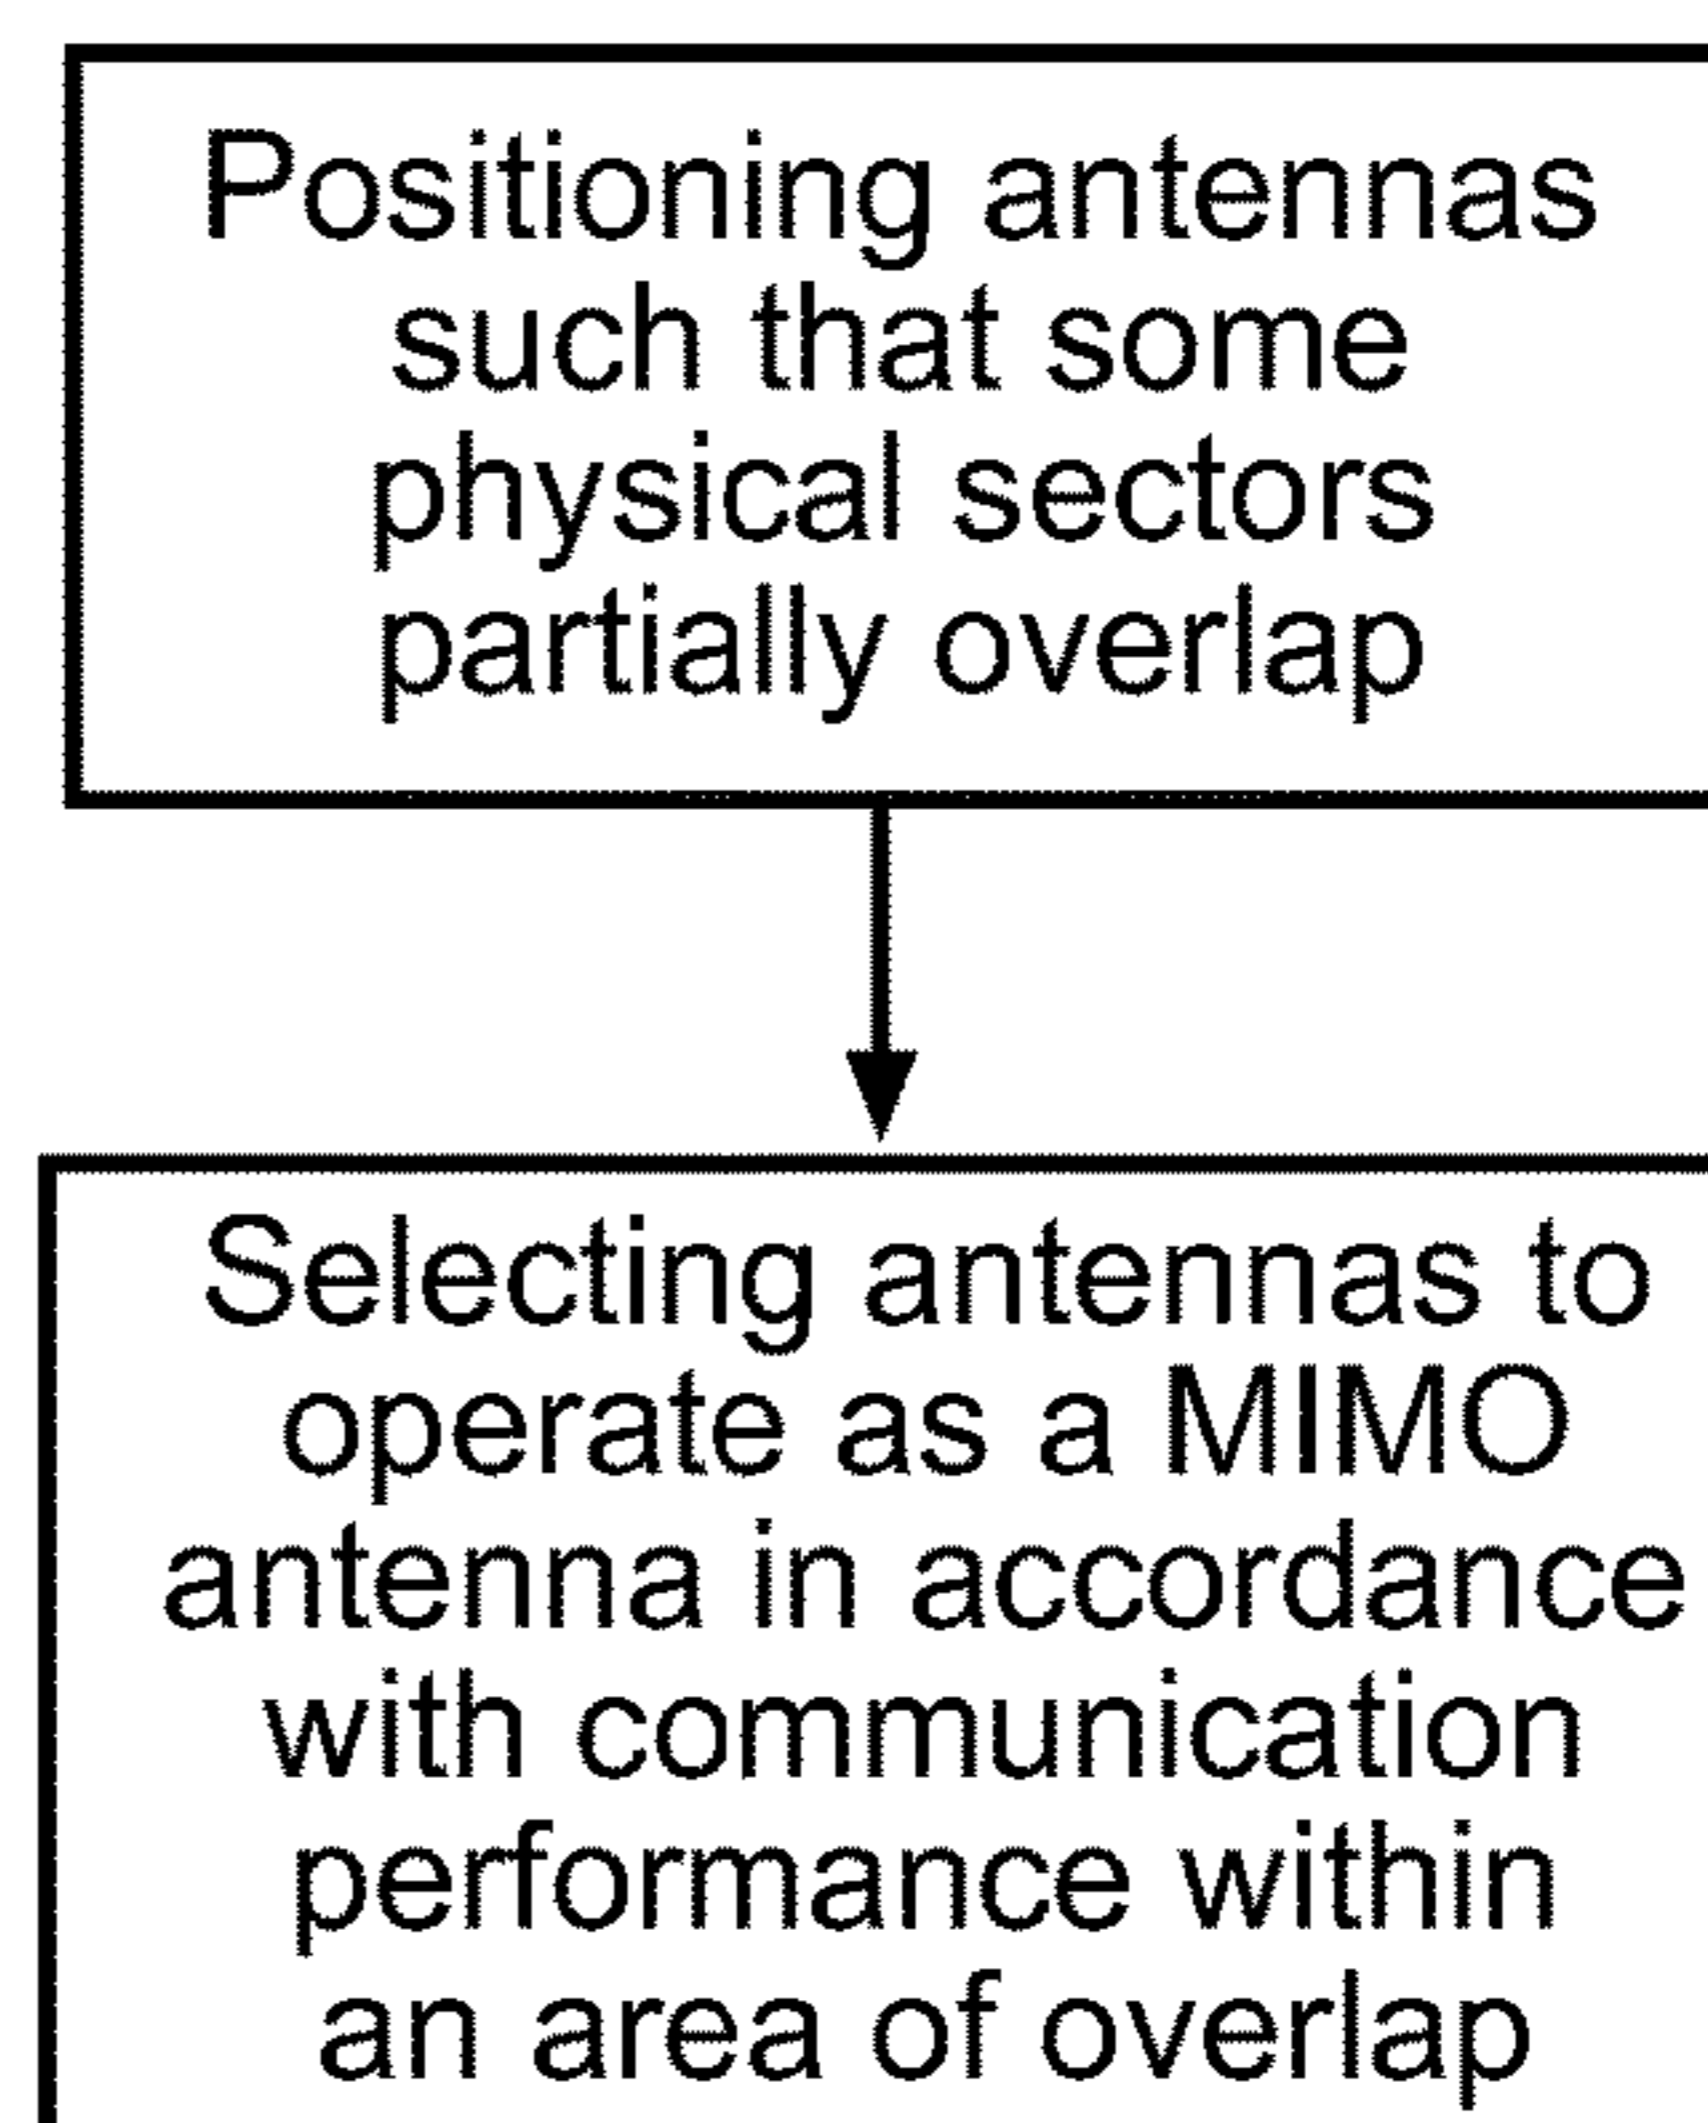 Positioning antennas
such that some
physical sectors
partially overlap
Selecting antennas to
operate as a MIMO
antenna in accordance
with communication
performance within
an area of overlap